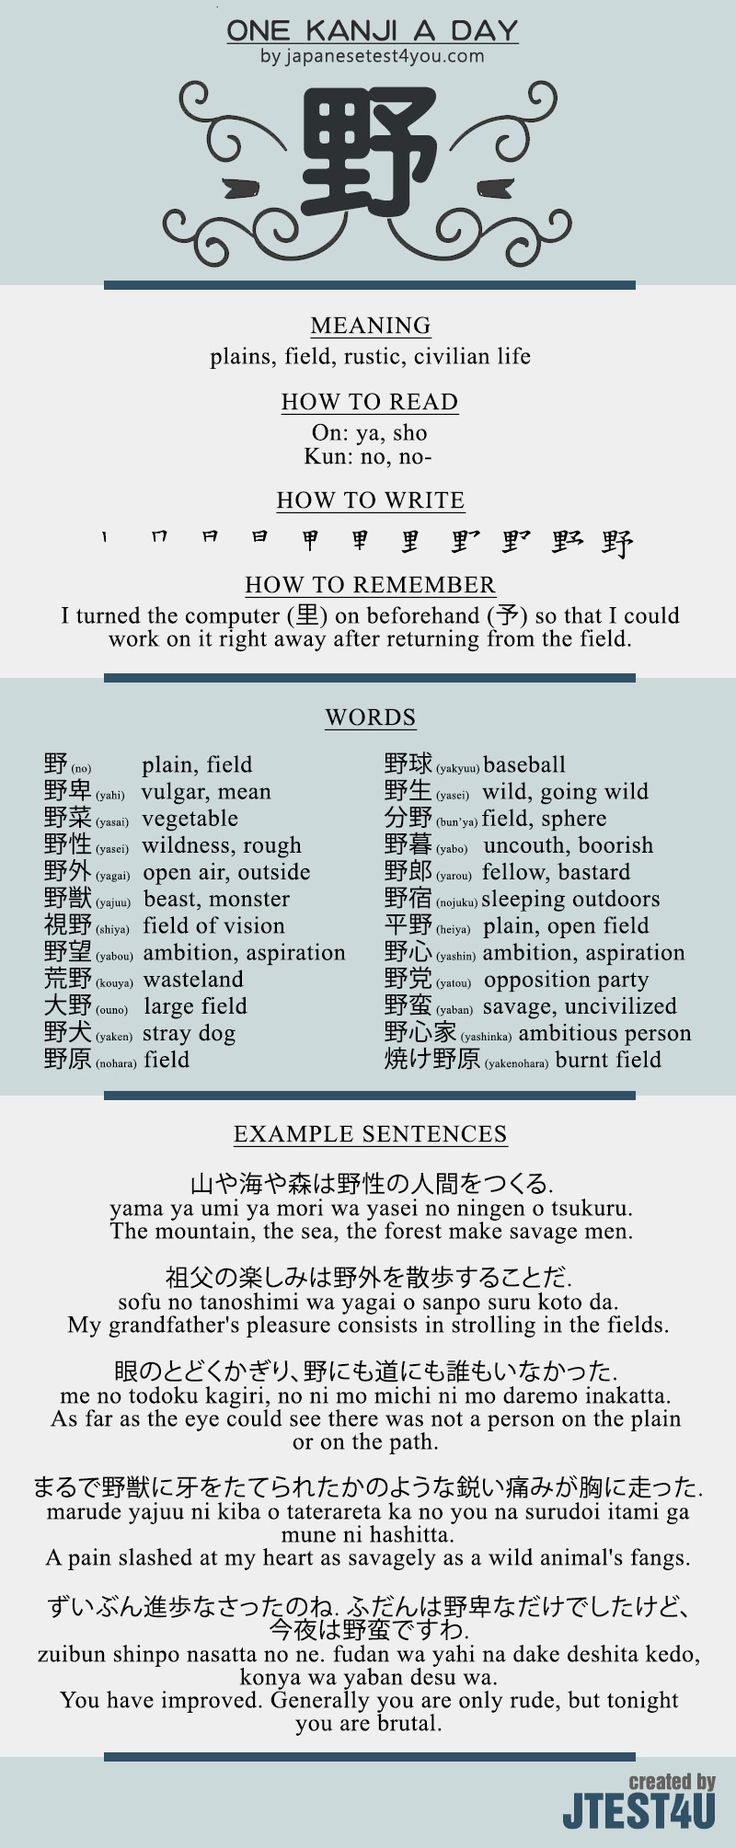 ONE KANJI A DAY
by japanesetest4you.com
野
MEANING
plains, field, rustic, civilian life
HOW TO READ
On: ya, sho
Kun: no, no-
HOW TO WRITE
野
HOW TO REMEMBER
I turned the computer (里) on beforehand (予) so that I could
work on it right away after returning from the field.
WORDS
野 (no) plain, field
野卑 (yahi) vulgar, mean
野菜 (yasai) vegetable
野性 (yasei) wildness, rough
野外 (yagai) open air, outside
野獣 (yajuu) beast, monster
視野 (shiya) field of vision
野望 (yabou) ambition, aspiration
荒野 (kouya) wasteland
大野 (ouno) large field
野犬 (yaken) stray dog
野原 (nohara) field
野球 (yakyuu) baseball
野生 (yasei) wild, going wild
分野 (bun'ya) field, sphere
野暮 (yabo) uncouth, boorish
野郎 (yarou) fellow, bastard
野宿 (nojuku) sleeping outdoors
平野 (heiya) plain, open field
野心 (yashin) ambition, aspiration
野党 (yatou) opposition party
野蛮 (yaban) savage, uncivilized
野心家 (yashinka) ambitious person
焼け野原 (yakenohara) burnt field
EXAMPLE SENTENCES
山や海や森は野性の人間をつくる.
yama ya umi ya mori wa yasei no ningen o tsukuru.
The mountain, the sea, the forest make savage men.
祖父の楽しみは野外を散歩することだ.
sofu no tanoshimi wa yagai o sanpo suru koto da.
My grandfather's pleasure consists in strolling in the fields.
眼のとどくかぎり、野にも道にも誰もいなかった.
me no todoku kagiri, no ni mo michi ni mo daremo inakatta.
As far as the eye could see there was not a person on the plain
or on the path.
まるで野獣に牙をたてられたかのような鋭い痛みが胸に走った.
marude yajuu ni kiba o taterareta ka no you na surudoi itami ga
mune ni hashitta.
A pain slashed at my heart as savagely as a wild animal's fangs.
ずいぶん進歩なさったのね. ふだんは野卑なだけでしたけど、
今夜は野蛮ですわ.
zuibun shinpo nasatta no ne. fudan wa yahi na dake deshita kedo,
konya wa yaban desu wa.
You have improved. Generally you are only rude, but tonight
you are brutal.
created by
JTEST4U